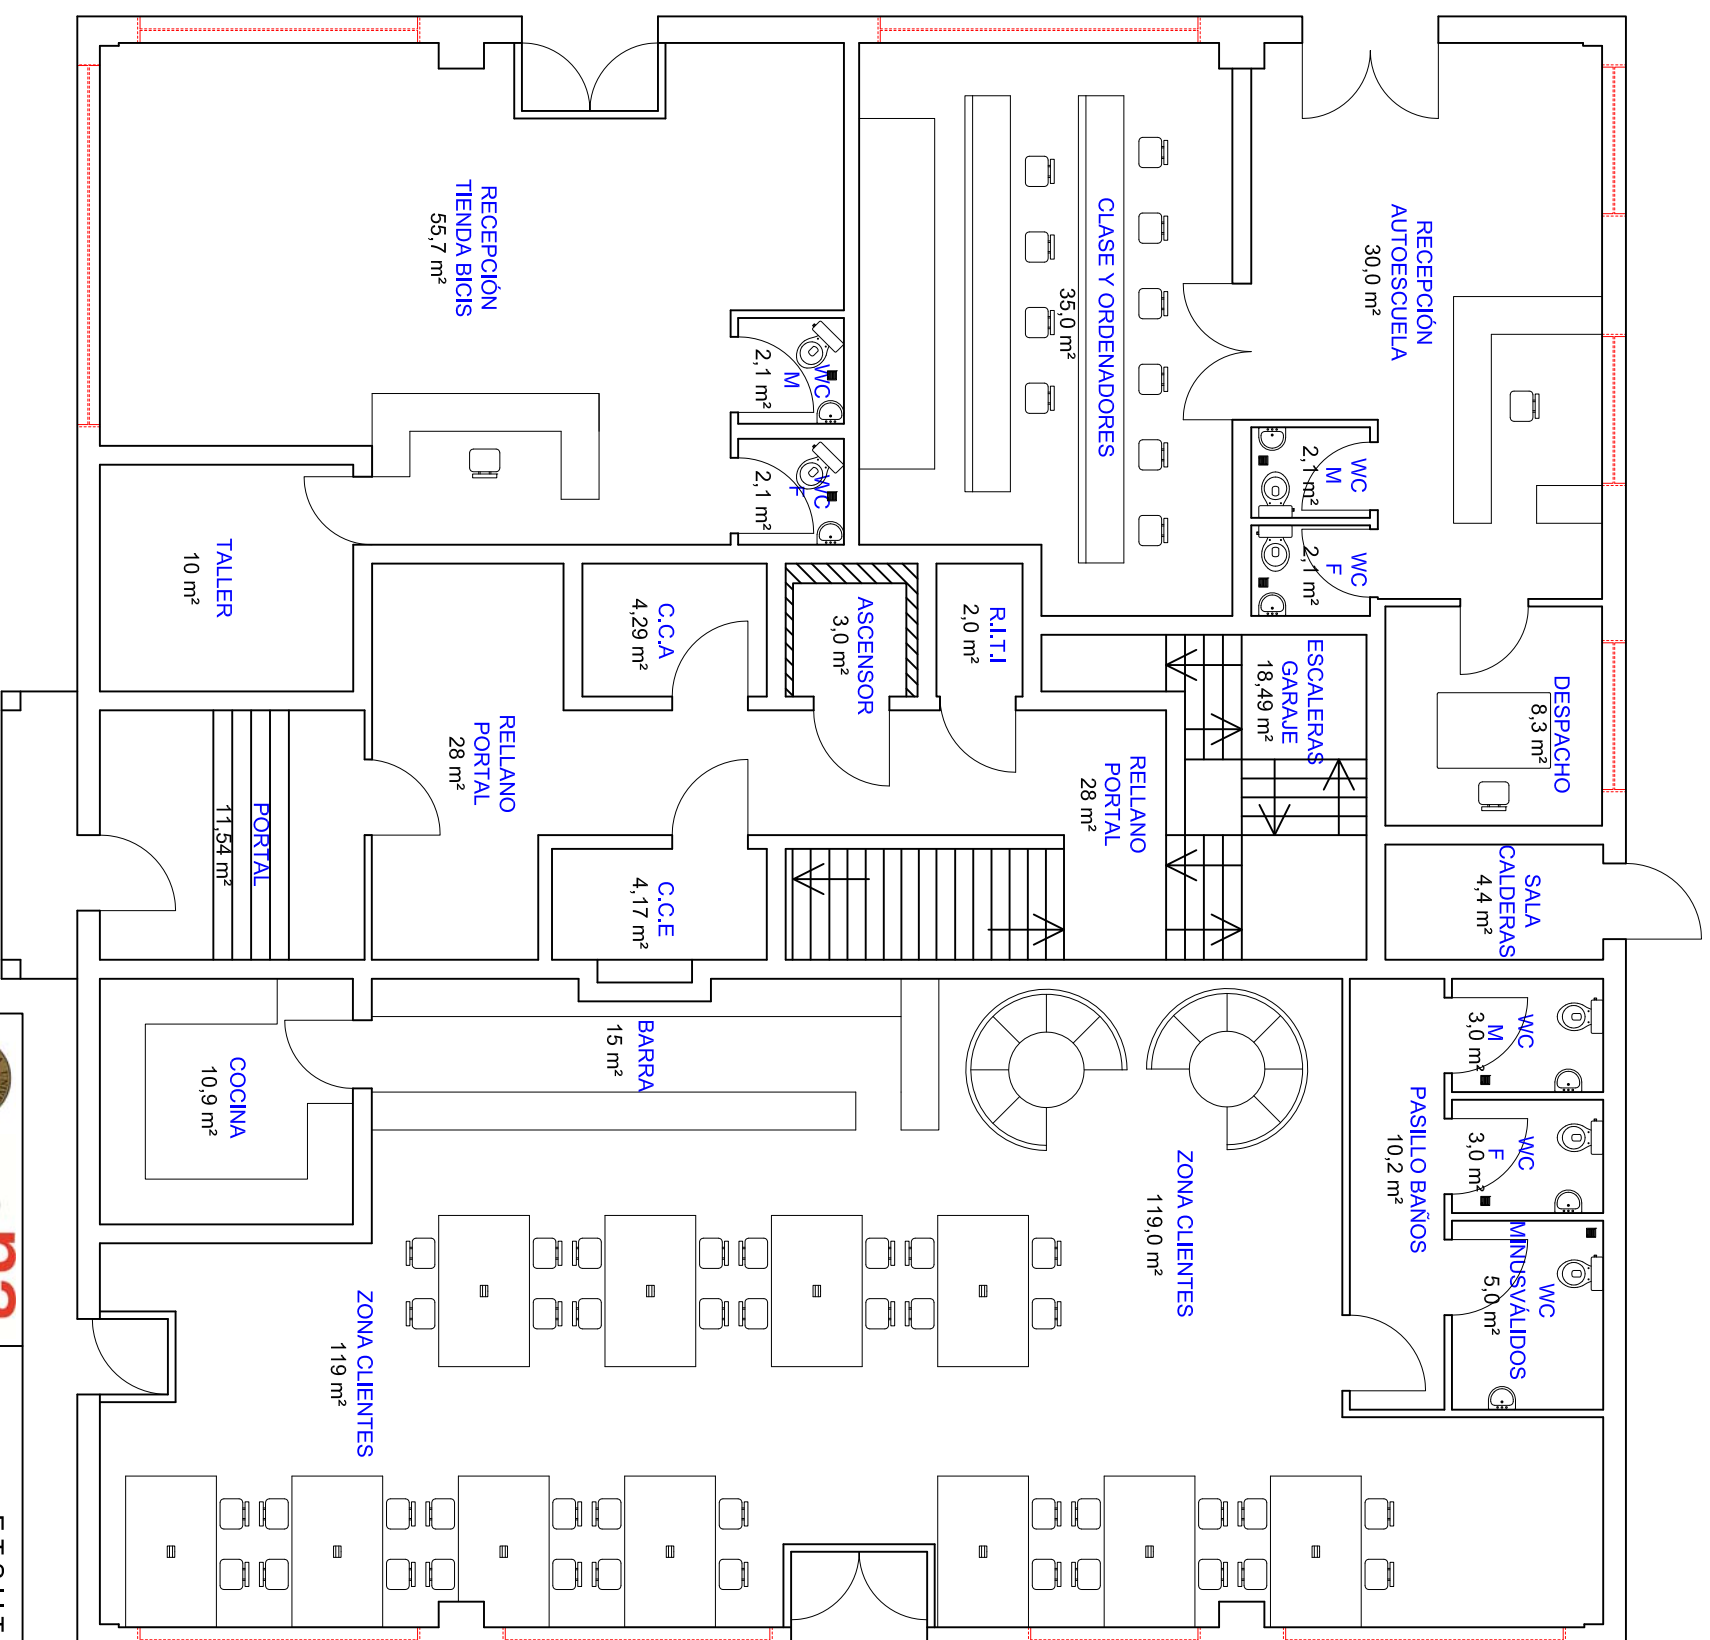 RECEPCIÓN
TIENDA BICIS
55,7 m²
CLASE Y ORDENADORES
35,0 m²
RECEPCIÓN
AUTOESCUELA
30,0 m²
WC
M
2,1 m²
WC
F
2,1 m²
WC
M
2,1 m²
WC
F
2,1 m²
TALLER
10 m²
C.C.A
4,29 m²
ASCENSOR
3,0 m²
R.I.T.I
2,0 m²
ESCALERAS
GARAJE
18,49 m²
DESPACHO
8,3 m²
RELLANO
PORTAL
28 m²
RELLANO
PORTAL
28 m²
PORTAL
11,54 m²
C.C.E
4,17 m²
SALA
CALDERAS
4,4 m²
COCINA
10,9 m²
BARRA
15 m²
WC
M
3,0 m²
WC
F
3,0 m²
WC
MINUSVÁLIDOS
5,0 m²
PASILLO BAÑOS
10,2 m²
ZONA CLIENTES
119,0 m²
ZONA CLIENTES
119 m²